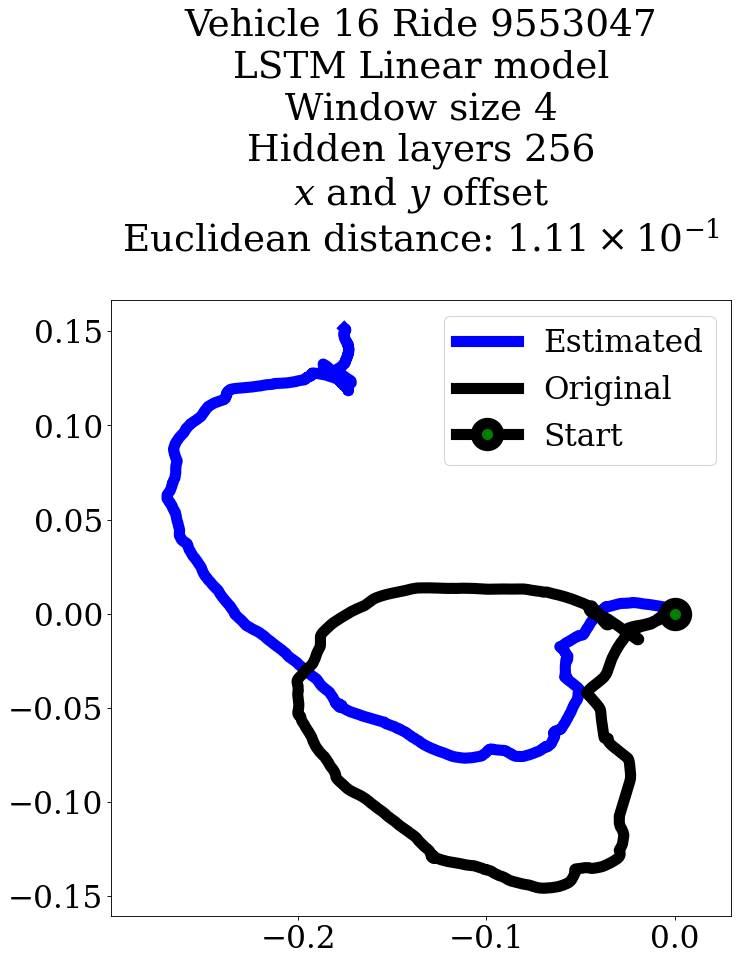 Vehicle 16 Ride 9553047
LSTM Linear model
Window size 4
Hidden layers 256
x and y offset
Euclidean distance: 1.11 × 10⁻¹
Estimated
Original
Start
0.15
0.10
0.05
0.00
−0.05
−0.10
−0.15
−0.2
−0.1
0.0